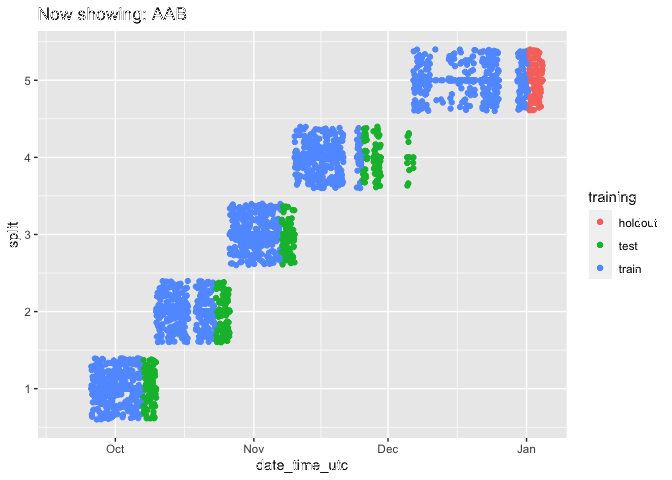 Now showing: AAB
5
4
3
2
1
split
Oct Nov Dec Jan
date_time_utc
training
holdout
test
train